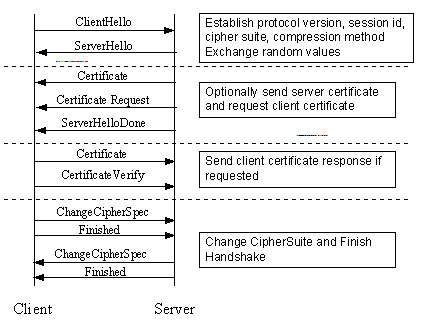 ClientHello
ServerHello
Establish protocol version, session id,
cipher suite, compression method
Exchange random values
Certificate
Certificate Request
ServerHelloDone
Optionally send server certificate
and request client certificate
Certificate
CertificateVerify
Send client certificate response if
requested
ChangeCipherSpec
Finished
ChangeCipherSpec
Finished
Change CipherSuite and Finish
Handshake
Client
Server